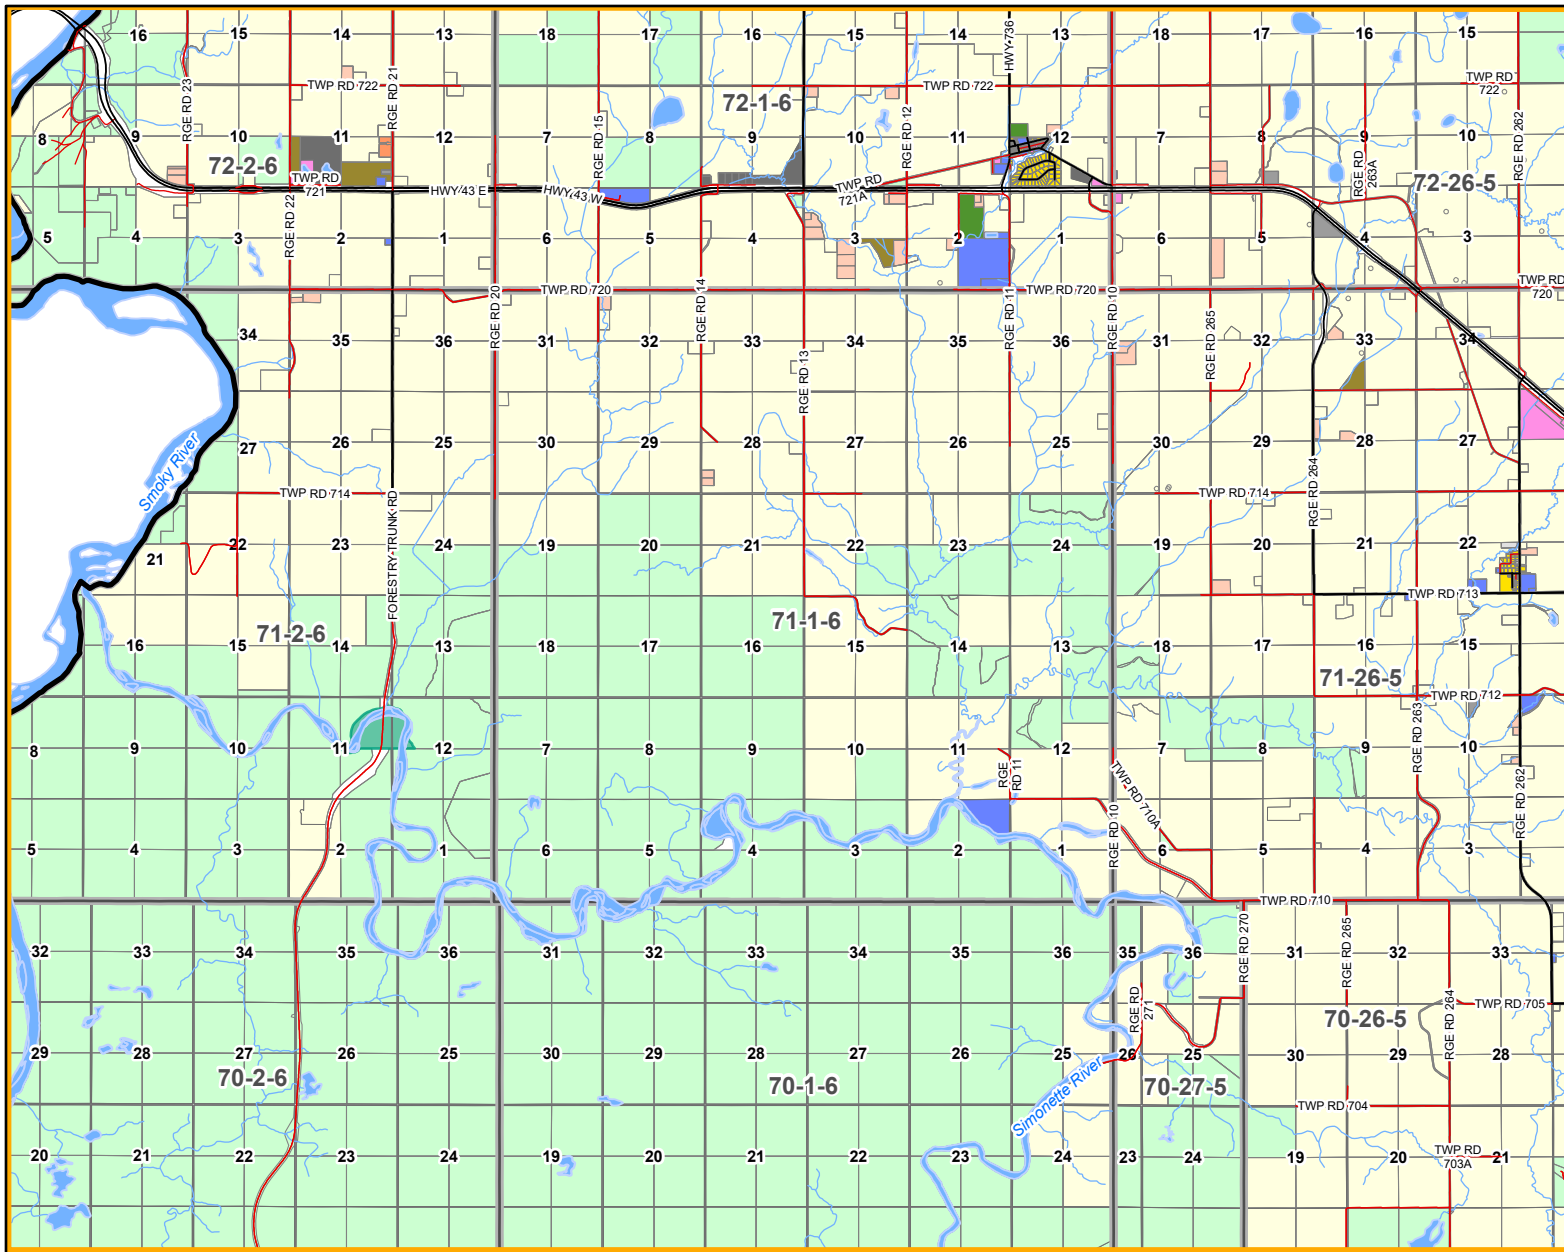 16 15 14 13 18 17 16 15 14 13 18 17 16 15
HWY 736
RGE RD 23
RGE RD 21
TWP RD 722
TWP RD 722
TWP RD
722
72-1-6
RGE RD 15
RGE RD 12
RGE RD 262
8 9 10 11 12 7 8 9 10 11 12 7 8 9 10
72-2-6
TWP RD
721
HWY 43 E
HWY 43 W
TWP RD
721A
RGE RD
263A
72-26-5
RGE RD 22
5 4 3 2 1 6 5 4 3 2 1 6 5 4 3
TWP RD 720
TWP RD 720
TWP RD
720
RGE RD 20
RGE RD 14
RGE RD 13
RGE RD 11
RGE RD 10
RGE RD 265
34 35 36 31 32 33 34 35 36 31 32 33 34
27 26 25 30 29 28 27 26 25 30 29 28 27
Smoky River
RGE RD 264
TWP RD 714
TWP RD 714
FORESTRY TRUNK RD
21 22 23 24 19 20 21 22 23 24 19 20 21 22
TWP RD 713
71-2-6
71-1-6
71-26-5
16 15 14 13 18 17 16 15 14 13 18 17 16 15
TWP RD 712
RGE RD 263
RGE RD 262
8 9 10 11 12 7 8 9 10 11 12 7 8 9 10
RGE
RD 11
TWP RD 710A
RGE RD 10
5 4 3 2 1 6 5 4 3 2 1 6 5 4 3
TWP RD 710
RGE RD 270
RGE RD 265
32 33 34 35 36 31 32 33 34 35 36 35 36 31 32 33
RGE RD
271
RGE RD 264
TWP RD 705
70-26-5
29 28 27 26 25 30 29 28 27 26 25 26 25 30 29 28
70-2-6
70-1-6
70-27-5
Simonette River
TWP RD 704
20 21 22 23 24 19 20 21 22 23 24 23 24 19 20 21
TWP RD
703A